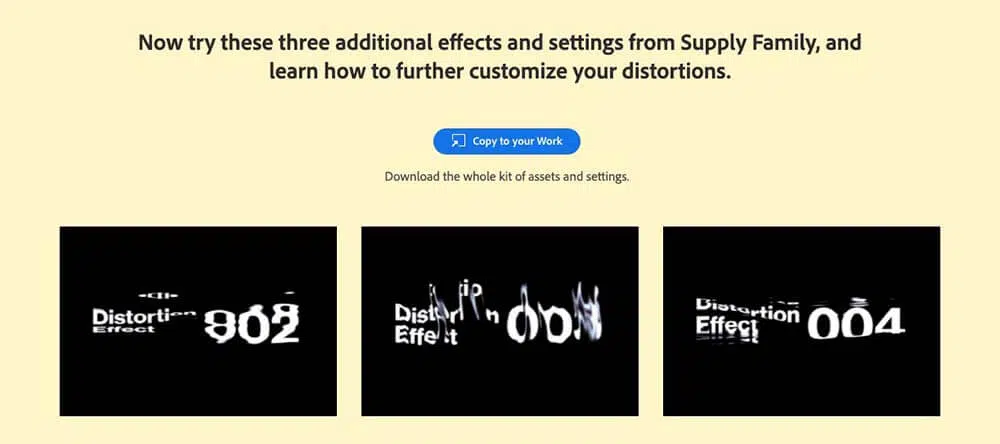 Now try these three additional effects and settings from Supply Family, and
learn how to further customize your distortions.
Copy to your Work
Download the whole kit of assets and settings.
Distortion
Effect
002
Distortion
Effect
Distortion
Effect
004